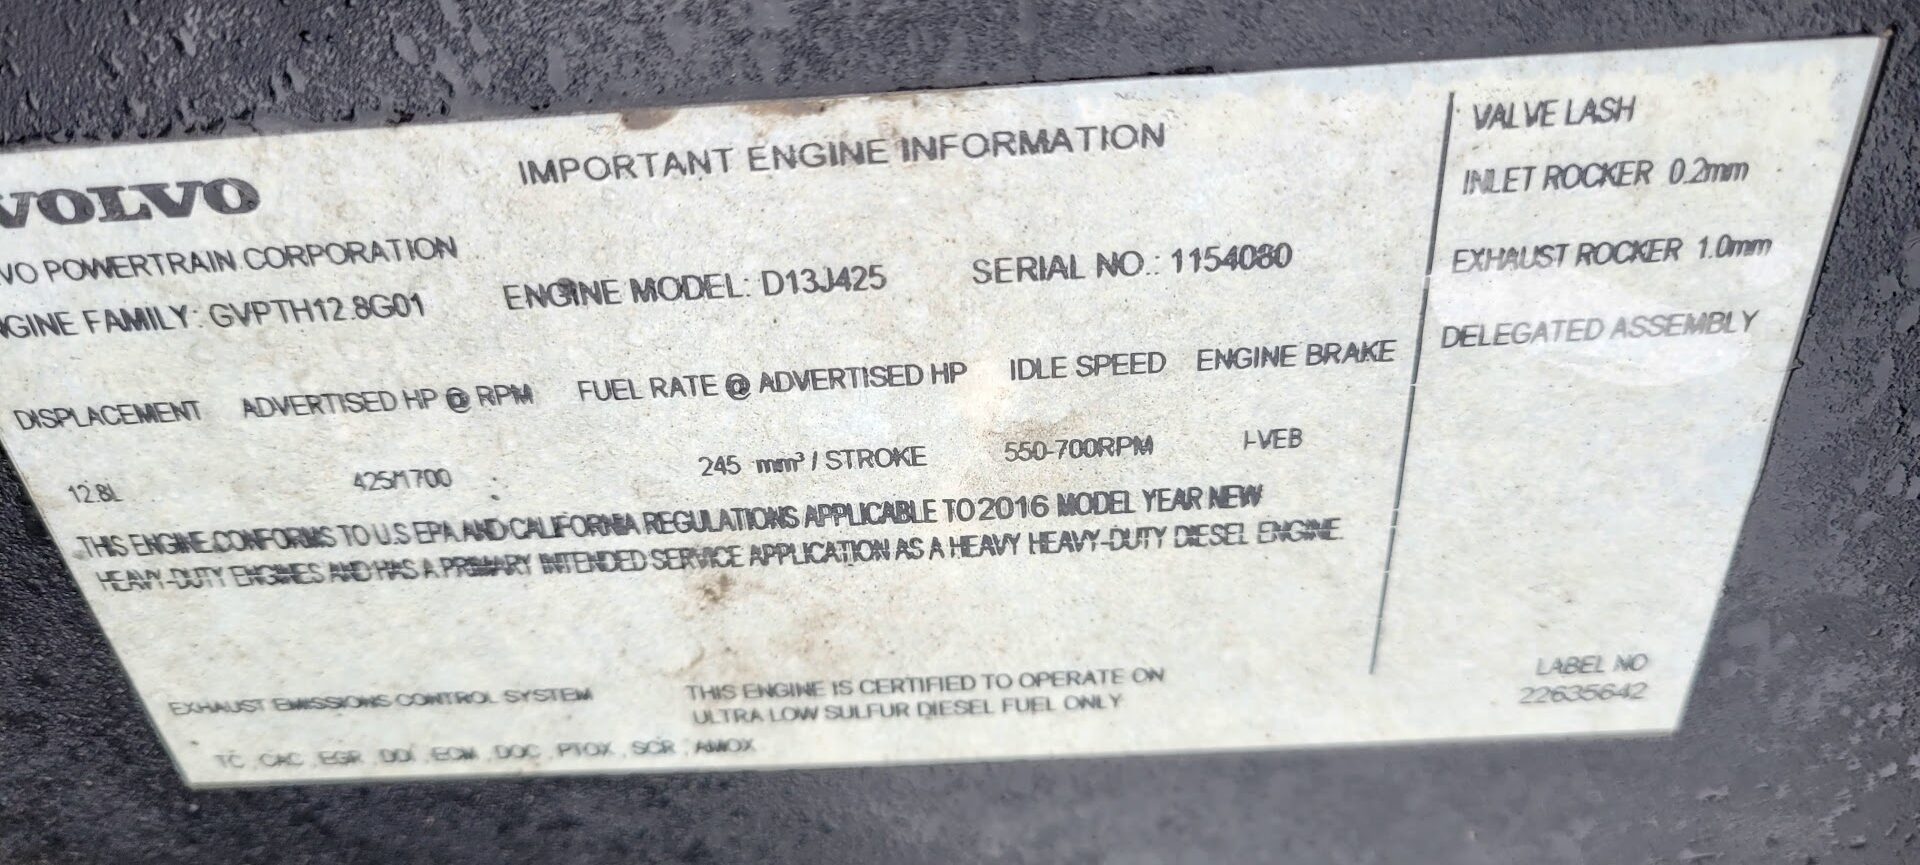 VOLVO
IMPORTANT ENGINE INFORMATION
VO POWERTRAIN CORPORATION
GINE FAMILY: GVPTH12.8G01
ENGINE MODEL: D13J425
SERIAL NO.: 1154080
DISPLACEMENT ADVERTISED HP @ RPM FUEL RATE @ ADVERTISED HP IDLE SPEED ENGINE BRAKE
12.8L 425/1700 245 mm³ / STROKE 550-700RPM I-VEB
THIS ENGINE CONFORMS TO U.S EPA AND CALIFORNIA REGULATIONS APPLICABLE TO 2016 MODEL YEAR NEW
HEAVY-DUTY ENGINES AND HAS A PRIMARY INTENDED SERVICE APPLICATION AS A HEAVY HEAVY-DUTY DIESEL ENGINE.
EXHAUST EMISSIONS CONTROL SYSTEM
TC, CAC, EGR, DDI, ECM, DOC, PTOX, SCR, AMOX
THIS ENGINE IS CERTIFIED TO OPERATE ON
ULTRA LOW SULFUR DIESEL FUEL ONLY
VALVE LASH
INLET ROCKER 0.2mm
EXHAUST ROCKER 1.0mm
DELEGATED ASSEMBLY
LABEL NO
22635642